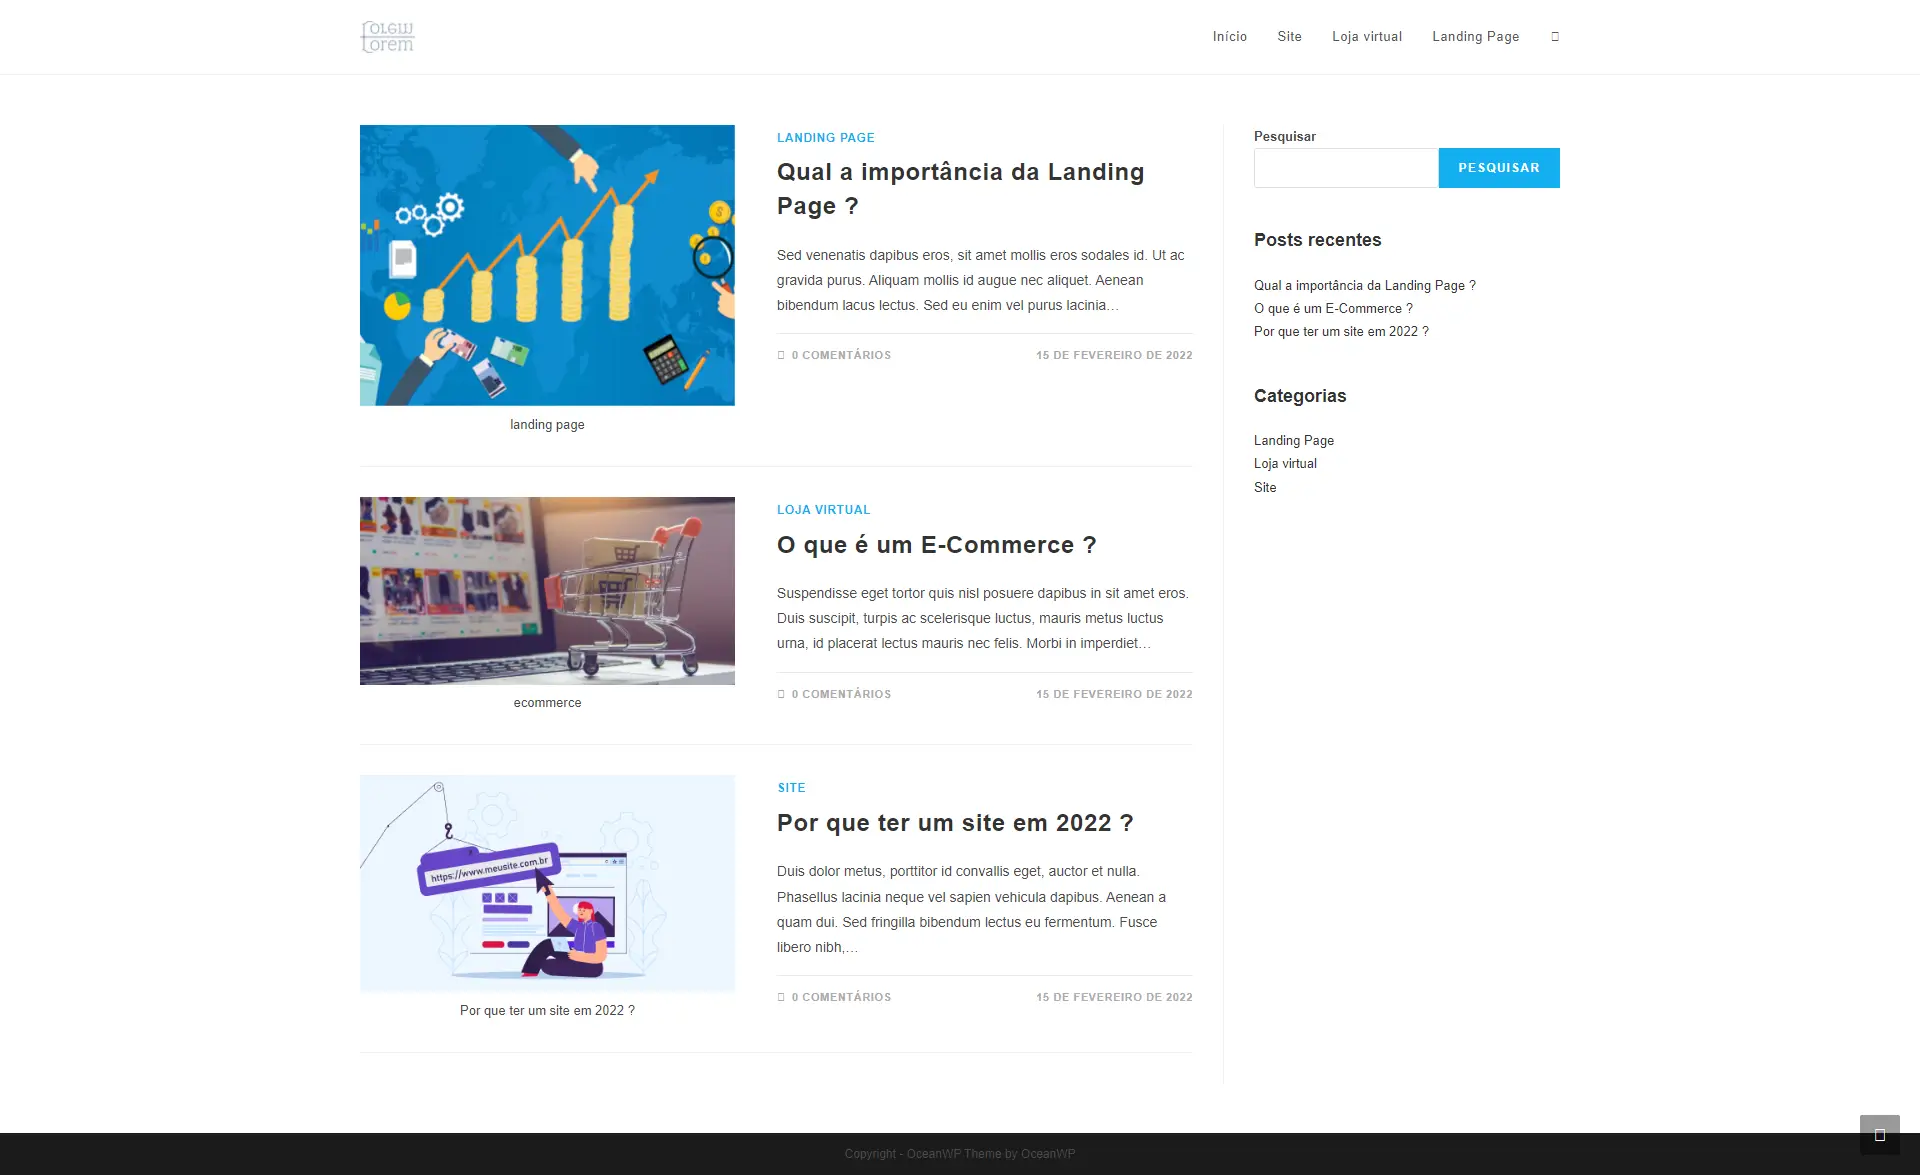 Lorem
Lorem
Início
Site
Loja virtual
Landing Page
LANDING PAGE
Qual a importância da Landing
Page ?
Sed venenatis dapibus eros, sit amet mollis eros sodales id. Ut ac
gravida purus. Aliquam mollis id augue nec aliquet. Aenean
bibendum lacus lectus. Sed eu enim vel purus lacinia…
0 COMENTÁRIOS
15 DE FEVEREIRO DE 2022
landing page
LOJA VIRTUAL
O que é um E-Commerce ?
Suspendisse eget tortor quis nisl posuere dapibus in sit amet eros.
Duis suscipit, turpis ac scelerisque luctus, mauris metus luctus
urna, id placerat lectus mauris nec felis. Morbi in imperdiet…
0 COMENTÁRIOS
15 DE FEVEREIRO DE 2022
ecommerce
https://www.meusite.com.br
SITE
Por que ter um site em 2022 ?
Duis dolor metus, porttitor id convallis eget, auctor et nulla.
Phasellus lacinia neque vel sapien vehicula dapibus. Aenean a
quam dui. Sed fringilla bibendum lectus eu fermentum. Fusce
libero nibh,…
0 COMENTÁRIOS
15 DE FEVEREIRO DE 2022
Por que ter um site em 2022 ?
Pesquisar
PESQUISAR
Posts recentes
Qual a importância da Landing Page ?
O que é um E-Commerce ?
Por que ter um site em 2022 ?
Categorias
Landing Page
Loja virtual
Site
Copyright - OceanWP Theme by OceanWP